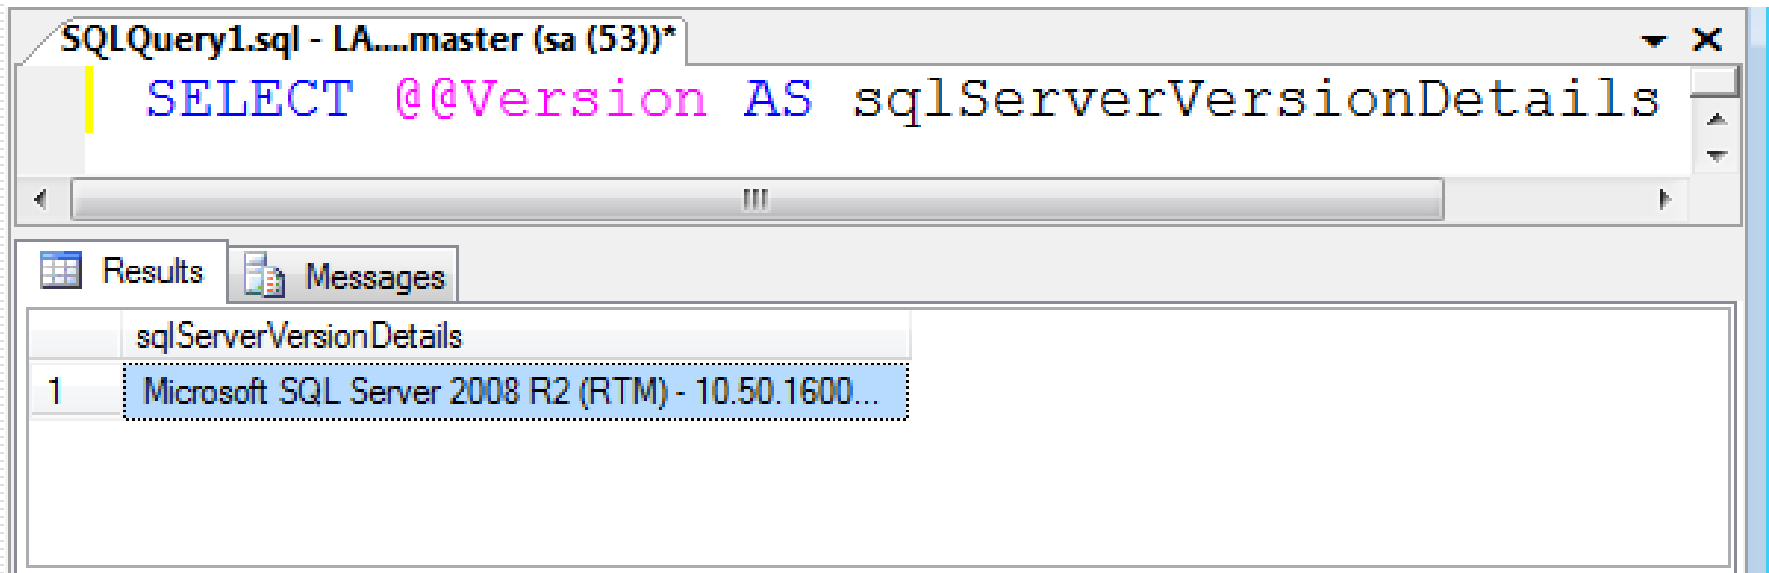 SQLQuery1.sql - LA....master (sa (53))*
SELECT @@Version AS sqlServerVersionDetails
Results Messages
sqlServerVersionDetails
1 Microsoft SQL Server 2008 R2 (RTM) - 10.50.1600...